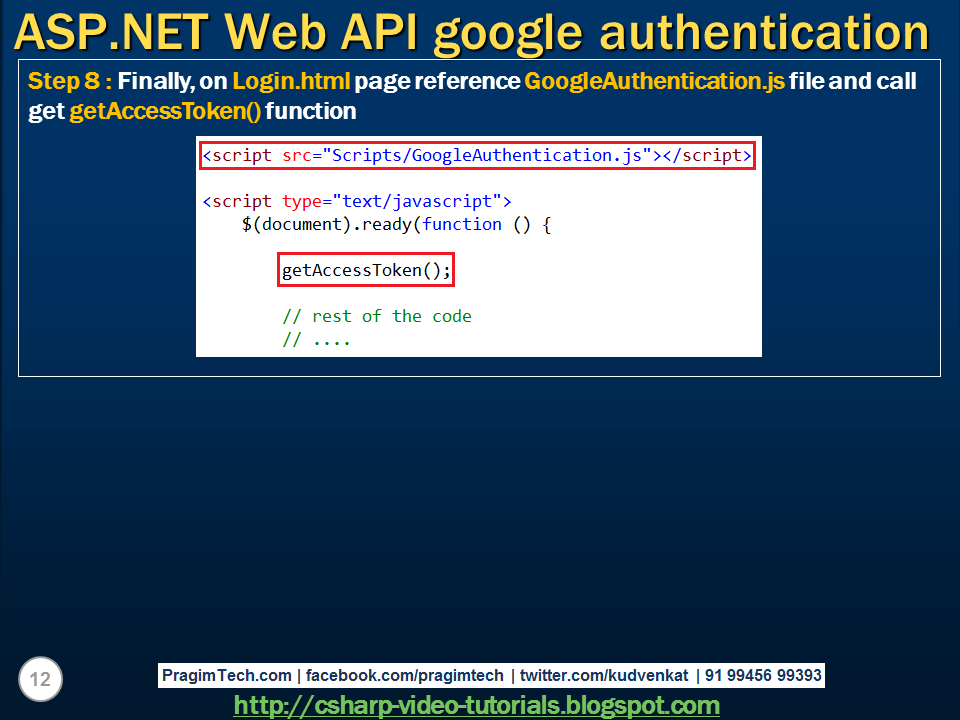 ASP.NET Web API google authentication
Step 8 : Finally, on Login.html page reference GoogleAuthentication.js file and call
get getAccessToken() function
<script src="Scripts/GoogleAuthentication.js"></script>
<script type="text/javascript">
$(document).ready(function () {
getAccessToken();
// rest of the code
// ....
12
PragimTech.com | facebook.com/pragimtech | twitter.com/kudvenkat | 91 99456 99393
http://csharp-video-tutorials.blogspot.com